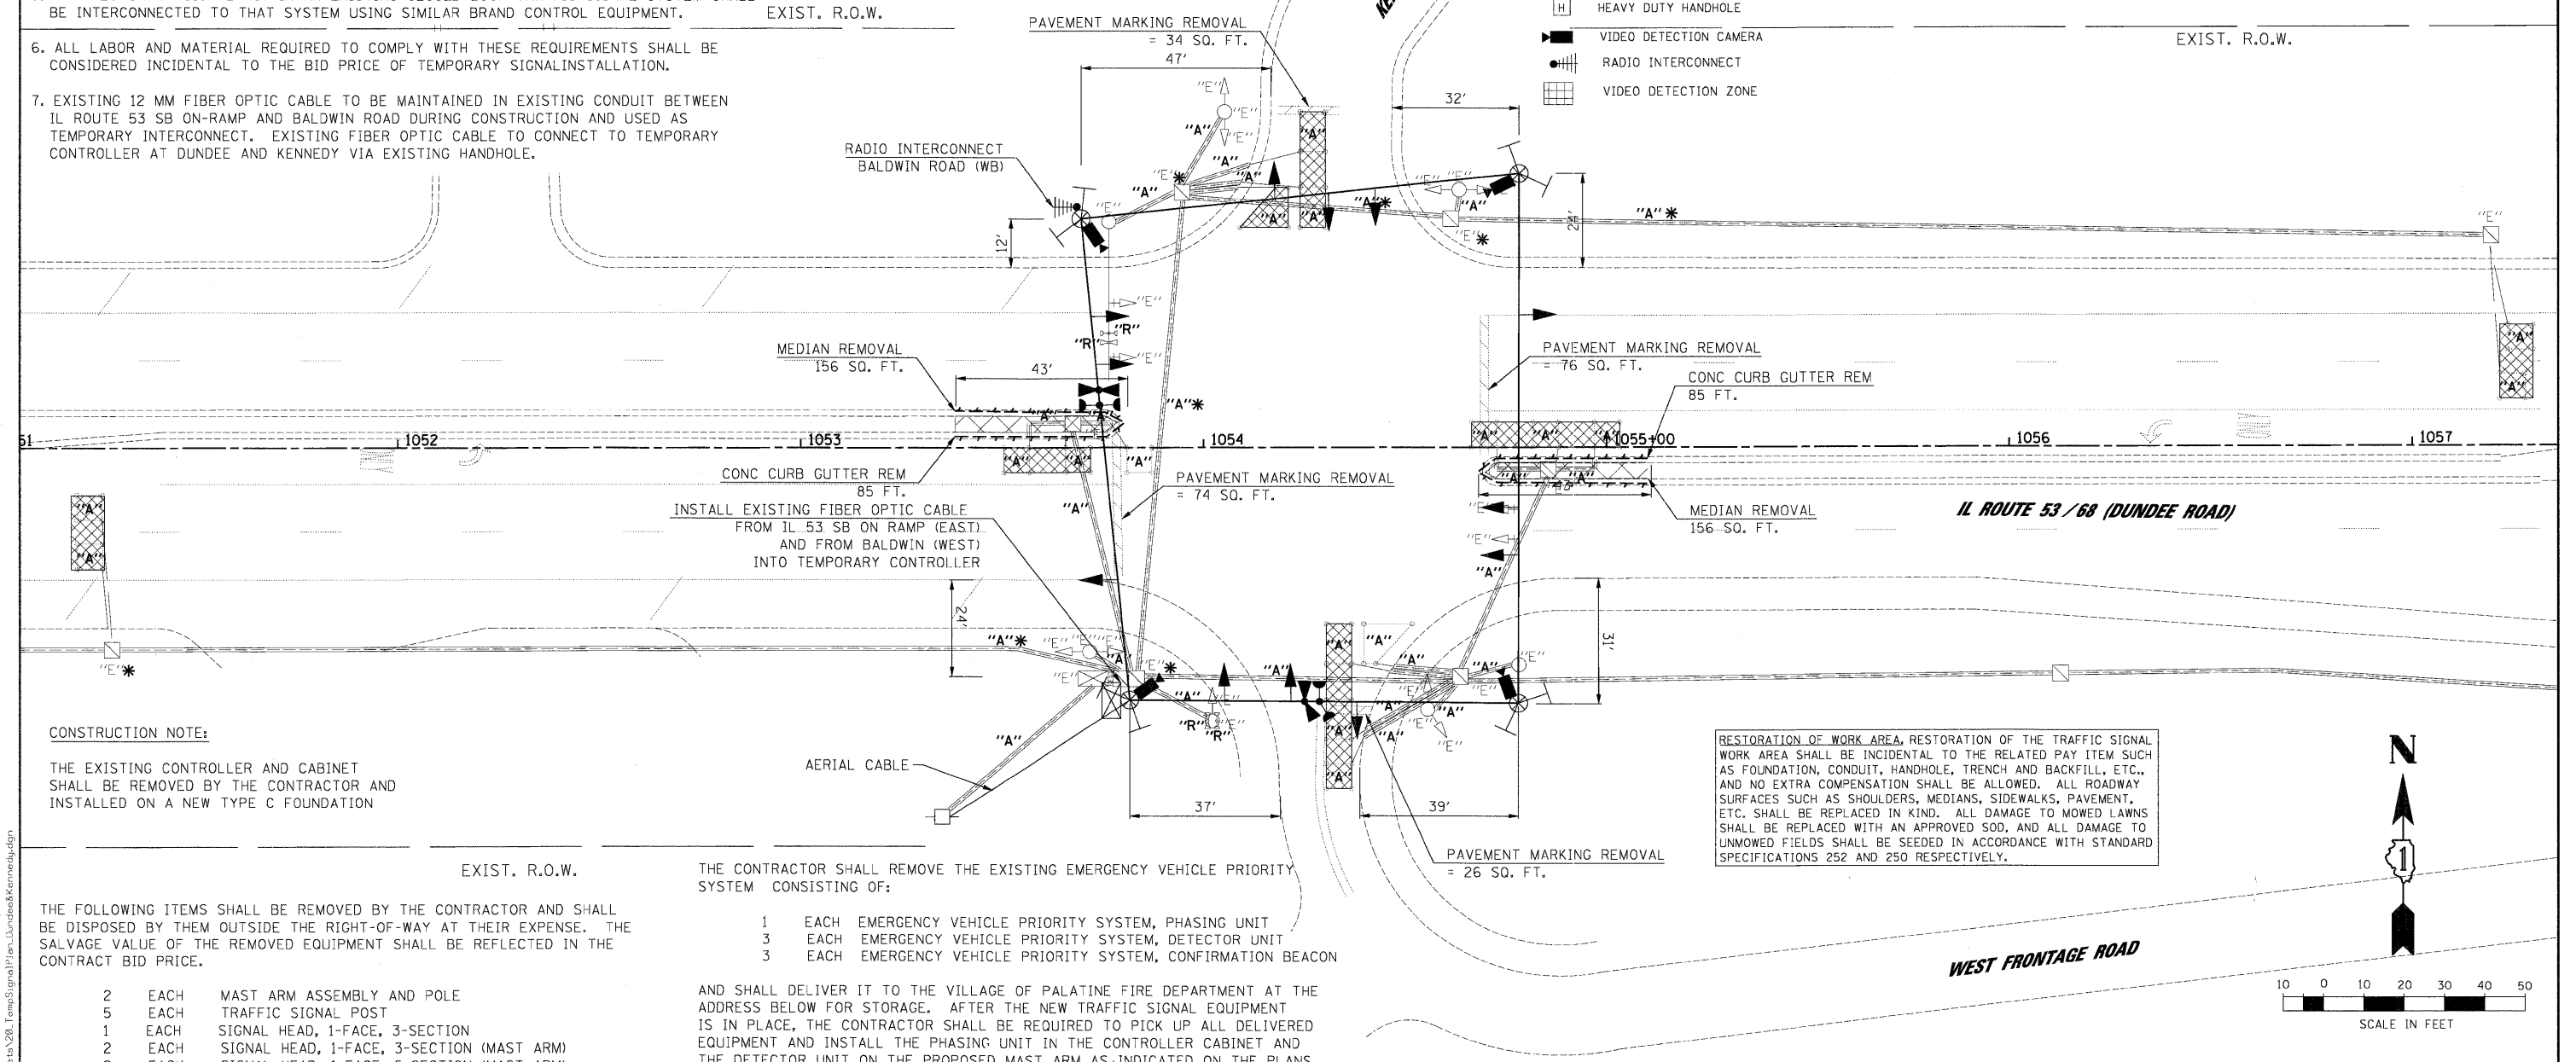 BE INTERCONNECTED TO THAT SYSTEM USING SIMILAR BRAND CONTROL EQUIPMENT.
EXIST. R.O.W.
6. ALL LABOR AND MATERIAL REQUIRED TO COMPLY WITH THESE REQUIREMENTS SHALL BE
CONSIDERED INCIDENTAL TO THE BID PRICE OF TEMPORARY SIGNALINSTALLATION.
7. EXISTING 12 MM FIBER OPTIC CABLE TO BE MAINTAINED IN EXISTING CONDUIT BETWEEN
IL ROUTE 53 SB ON-RAMP AND BALDWIN ROAD DURING CONSTRUCTION AND USED AS
TEMPORARY INTERCONNECT. EXISTING FIBER OPTIC CABLE TO CONNECT TO TEMPORARY
CONTROLLER AT DUNDEE AND KENNEDY VIA EXISTING HANDHOLE.
PAVEMENT MARKING REMOVAL
= 34 SQ. FT.
47'
32'
H HEAVY DUTY HANDHOLE
VIDEO DETECTION CAMERA
RADIO INTERCONNECT
VIDEO DETECTION ZONE
EXIST. R.O.W.
RADIO INTERCONNECT
BALDWIN ROAD (WB)
"E"
"E"
"E"
"A"
"A"
"A"
"E"*
"A"
"A"
"A"
"A"
"A"*
"E"
"E"
"A"
"E"*
"A"*
"E"
"E"
12'
24'
"E"
"R"
"R"
"E"
MEDIAN REMOVAL
156 SQ. FT.
43'
"A"*
PAVEMENT MARKING REMOVAL
= 76 SQ. FT.
CONC CURB GUTTER REM
85 FT.
"A"
"A"
1052
1053
1054
1055+00
1056
1057
"A"
"A"
"A"
"A"
"A"
"A"
CONC CURB GUTTER REM
85 FT.
PAVEMENT MARKING REMOVAL
= 74 SQ. FT.
"A"
"A"
MEDIAN REMOVAL
156 SQ. FT.
IL ROUTE 53/68 (DUNDEE ROAD)
INSTALL EXISTING FIBER OPTIC CABLE
FROM IL 53 SB ON RAMP (EAST)
AND FROM BALDWIN (WEST)
INTO TEMPORARY CONTROLLER
"A"
"A"
"A"
"E"
"A"
24'
31'
"E"*
"A"*
"E"
"E"
"E"
"A"
"E"*
"E"
"A"
"A"
"A"
"A"
"A"
"E"
"E"
"E"
"A"
"R"
"R"
"E"
"A"
"A"
"A"
"A"
"A"
"E"
"E"
"A"
AERIAL CABLE
37'
39'
CONSTRUCTION NOTE:
THE EXISTING CONTROLLER AND CABINET
SHALL BE REMOVED BY THE CONTRACTOR AND
INSTALLED ON A NEW TYPE C FOUNDATION
RESTORATION OF WORK AREA. RESTORATION OF THE TRAFFIC SIGNAL
WORK AREA SHALL BE INCIDENTAL TO THE RELATED PAY ITEM SUCH
AS FOUNDATION, CONDUIT, HANDHOLE, TRENCH AND BACKFILL, ETC.,
AND NO EXTRA COMPENSATION SHALL BE ALLOWED. ALL ROADWAY
SURFACES SUCH AS SHOULDERS, MEDIANS, SIDEWALKS, PAVEMENT,
ETC. SHALL BE REPLACED IN KIND. ALL DAMAGE TO MOWED LAWNS
SHALL BE REPLACED WITH AN APPROVED SOD, AND ALL DAMAGE TO
UNMOWED FIELDS SHALL BE SEEDED IN ACCORDANCE WITH STANDARD
SPECIFICATIONS 252 AND 250 RESPECTIVELY.
N
1
PAVEMENT MARKING REMOVAL
= 26 SQ. FT.
EXIST. R.O.W.
THE FOLLOWING ITEMS SHALL BE REMOVED BY THE CONTRACTOR AND SHALL
BE DISPOSED BY THEM OUTSIDE THE RIGHT-OF-WAY AT THEIR EXPENSE. THE
SALVAGE VALUE OF THE REMOVED EQUIPMENT SHALL BE REFLECTED IN THE
CONTRACT BID PRICE.
2 EACH MAST ARM ASSEMBLY AND POLE
5 EACH TRAFFIC SIGNAL POST
1 EACH SIGNAL HEAD, 1-FACE, 3-SECTION
2 EACH SIGNAL HEAD, 1-FACE, 3-SECTION (MAST ARM)
THE CONTRACTOR SHALL REMOVE THE EXISTING EMERGENCY VEHICLE PRIORITY
SYSTEM CONSISTING OF:
1 EACH EMERGENCY VEHICLE PRIORITY SYSTEM, PHASING UNIT
3 EACH EMERGENCY VEHICLE PRIORITY SYSTEM, DETECTOR UNIT
3 EACH EMERGENCY VEHICLE PRIORITY SYSTEM, CONFIRMATION BEACON
AND SHALL DELIVER IT TO THE VILLAGE OF PALATINE FIRE DEPARTMENT AT THE
ADDRESS BELOW FOR STORAGE. AFTER THE NEW TRAFFIC SIGNAL EQUIPMENT
IS IN PLACE, THE CONTRACTOR SHALL BE REQUIRED TO PICK UP ALL DELIVERED
EQUIPMENT AND INSTALL THE PHASING UNIT IN THE CONTROLLER CABINET AND
THE DETECTOR UNIT ON THE PROPOSED MAST ARM AS INDICATED ON THE PLANS
WEST FRONTAGE ROAD
10 0 10 20 30 40 50
SCALE IN FEET